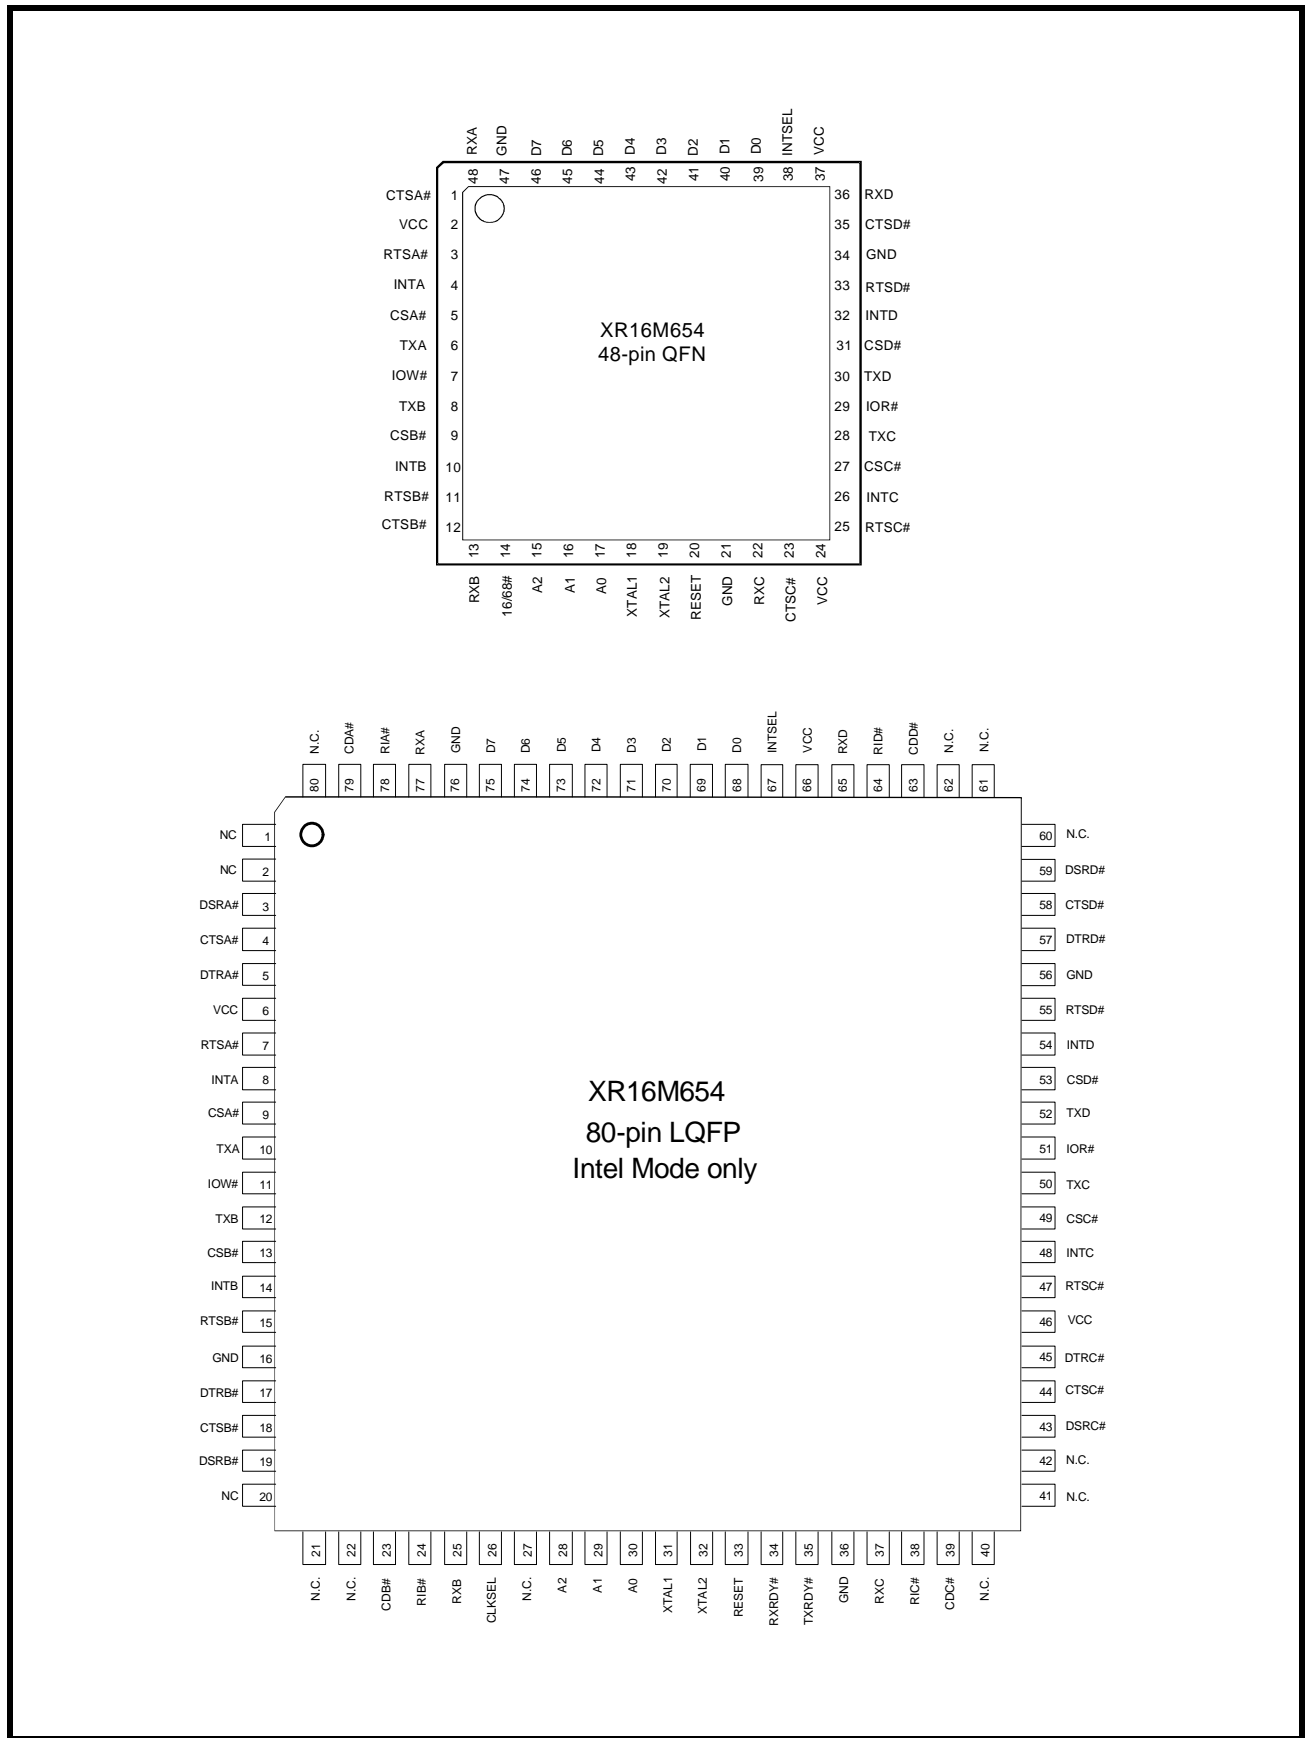 RXA GND D7 D6 D5 D4 D3 D2 D1 D0 INTSEL VCC
48 47 46 45 44 43 42 41 40 39 38 37
CTSA# 1 36 RXD
VCC 2 35 CTSD#
RTSA# 3 34 GND
INTA 4 33 RTSD#
CSA# 5 32 INTD
XR16M654
TXA 6 31 CSD#
48-pin QFN
IOW# 7 30 TXD
TXB 8 29 IOR#
CSB# 9 28 TXC
INTB 10 27 CSC#
RTSB# 11 26 INTC
CTSB# 12 25 RTSC#
13 14 15 16 17 18 19 20 21 22 23 24
RXB 16/68# A2 A1 A0 XTAL1 XTAL2 RESET GND RXC CTSC# VCC
N.C. CDA# RIA# RXA GND D7 D6 D5 D4 D3 D2 D1 D0 INTSEL VCC RXD RID# CDD# N.C. N.C.
80 79 78 77 76 75 74 73 72 71 70 69 68 67 66 65 64 63 62 61
NC 1 60 N.C.
NC 2 59 DSRD#
DSRA# 3 58 CTSD#
CTSA# 4 57 DTRD#
DTRA# 5 56 GND
VCC 6 55 RTSD#
RTSA# 7 54 INTD
INTA 8 53 CSD#
XR16M654
CSA# 9 52 TXD
80-pin LQFP
TXA 10 51 IOR#
Intel Mode only
IOW# 11 50 TXC
TXB 12 49 CSC#
CSB# 13 48 INTC
INTB 14 47 RTSC#
RTSB# 15 46 VCC
GND 16 45 DTRC#
DTRB# 17 44 CTSC#
CTSB# 18 43 DSRC#
DSRB# 19 42 N.C.
NC 20 41 N.C.
21 22 23 24 25 26 27 28 29 30 31 32 33 34 35 36 37 38 39 40
N.C. N.C. CDB# RIB# RXB CLKSEL N.C. A2 A1 A0 XTAL1 XTAL2 RESET RXRDY# TXRDY# GND RXC RIC# CDC# N.C.